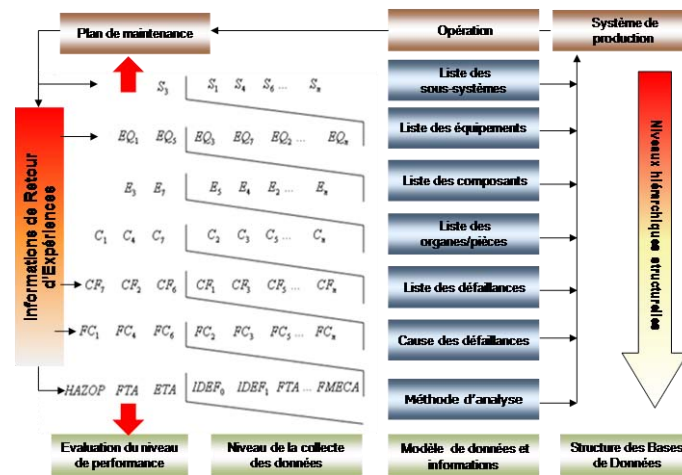 Plan de maintenance
Opération
Système de
production
S3 S1 S4 S6 ... Sn
Liste des
sous-systèmes
EQ1 EQ5 EQ3 EQ7 EQ2 ... EQn
Liste des équipements
E3 E7 E5 E4 E2 ... En
Liste des composants
C1 C4 C7 C2 C3 C5 ... Cn
Liste des
organes/pièces
CF7 CF2 CF6 CF1 CF3 CF5 ... CFn
Liste des défaillances
FC1 FC4 FC6 FC2 FC3 FC5 ... FCn
Cause des défaillances
HAZOP FTA ETA IDEF0 IDEF1 FTA ... FMECA
Méthode d'analyse
Informations de Retour
d'Expériences
Niveaux hiérarchiques
structurelles
Evaluation du niveau
de performance
Niveau de la collecte
des données
Modèle de données et
informations
Structure des Bases
de Données